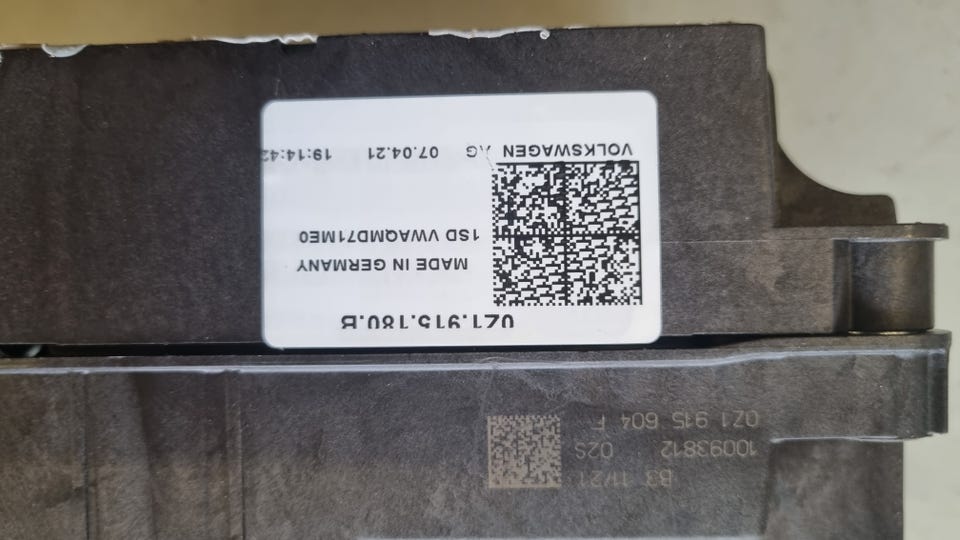 0Z1.915.180.B
MADE IN GERMANY
1SD VWAQMD71ME0
VOLKSWAGEN AG 07.04.21 19:14:42
0Z1 915 604 F
10093812 02S
B3 11/21